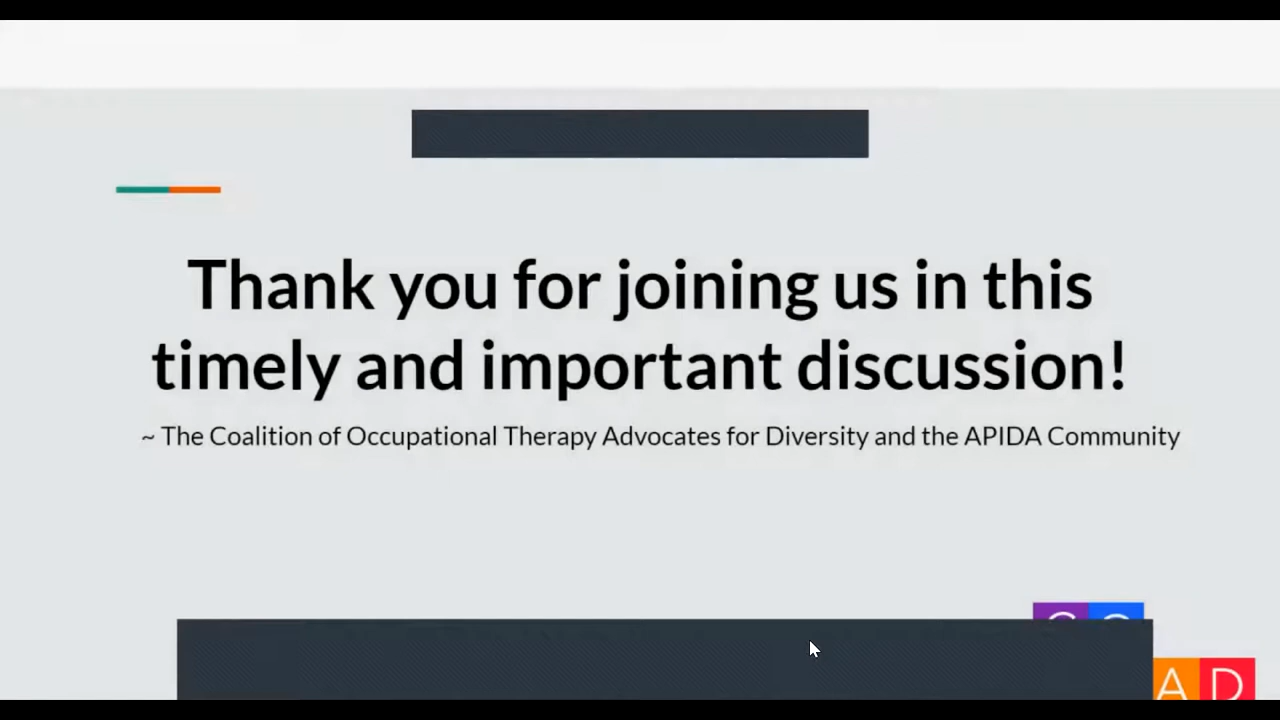 Thank you for joining us in this
timely and important discussion!
~ The Coalition of Occupational Therapy Advocates for Diversity and the APIDA Community
A D